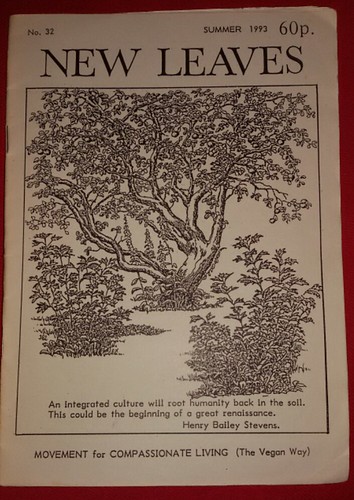 No. 32
SUMMER 1993 60p.
NEW LEAVES
An integrated culture will root humanity back in the soil.
This could be the beginning of a great renaissance.
Henry Bailey Stevens.
MOVEMENT for COMPASSIONATE LIVING (The Vegan Way)